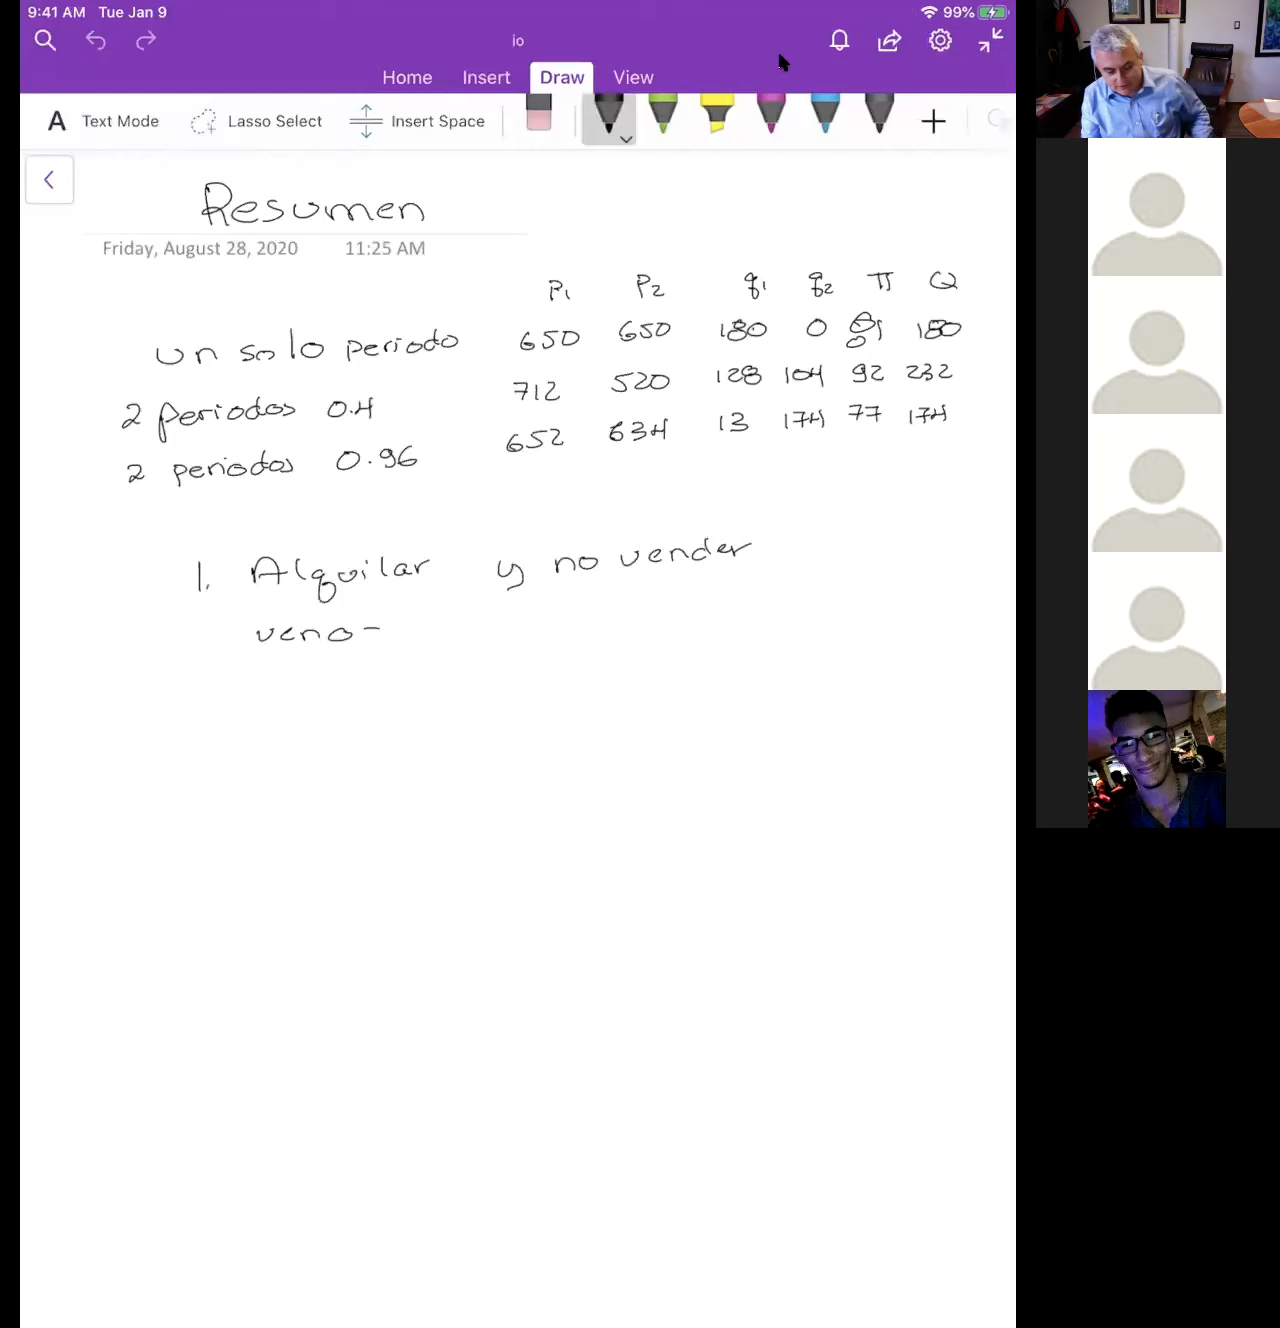 9:41 AM Tue Jan 9 99%
io
Home Insert Draw View
A Text Mode Lasso Select Insert Space
Resumen
Friday, August 28, 2020 11:25 AM
P1 P2 q1 q2 π Q
un solo periodo 650 650 180 0 81 180
2 periodos 0.4 712 520 128 104 92 232
2 periodos 0.96 652 634 13 174 77 174
1. Alquilar y no vender